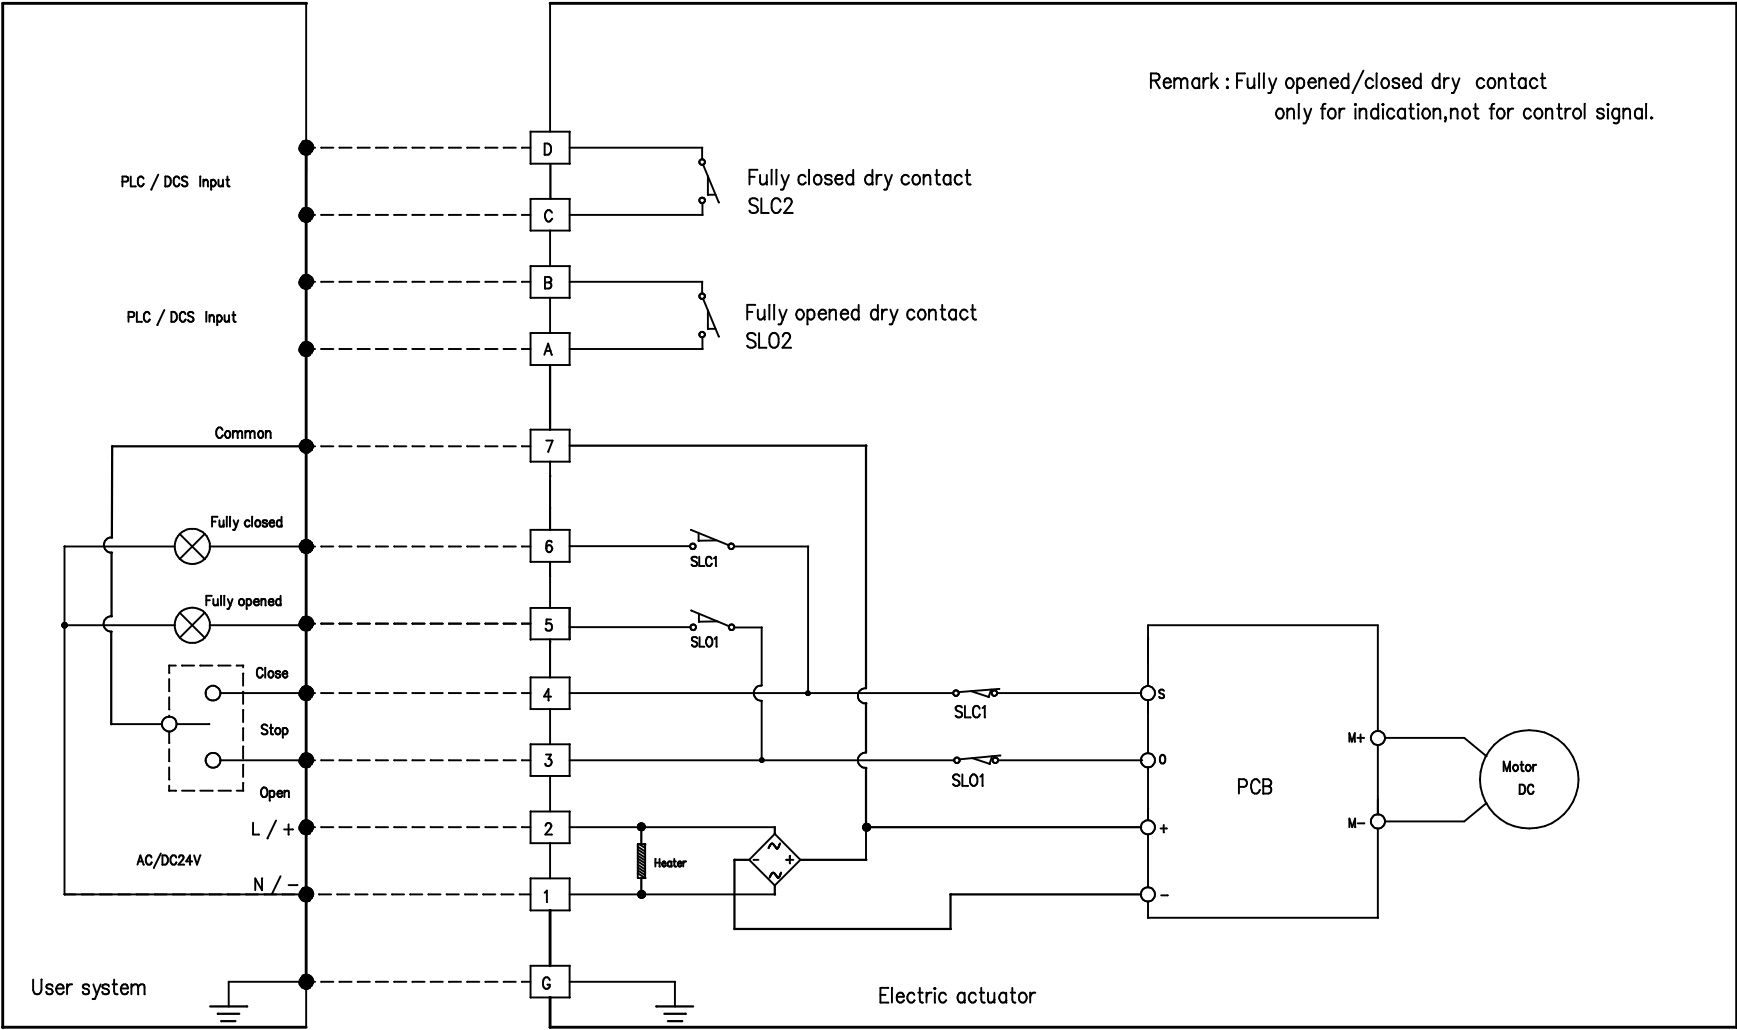 Remark : Fully opened/closed dry contact
only for indication,not for control signal.
D
PLC / DCS Input
Fully closed dry contact
SLC2
C
B
PLC / DCS Input
Fully opened dry contact
SLO2
A
Common
7
Fully closed
6
SLC1
Fully opened
5
SLO1
Close
4
S
SLC1
Stop
M+
3
O
SLO1
Motor
DC
PCB
Open
L / +
2
+
M-
AC/DC24V
Heater
- ~ + ~
N / -
1
-
G
User system
Electric actuator